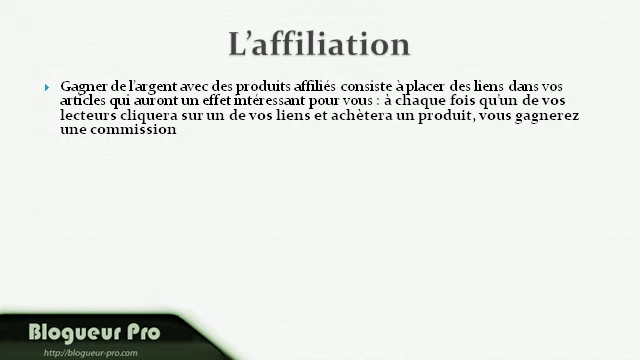 L’affiliation
Gagner de l’argent avec des produits affiliés consiste à placer des liens dans vos
articles qui auront un effet intéressant pour vous : à chaque fois qu’un de vos
lecteurs cliquera sur un de vos liens et achètera un produit, vous gagnerez
une commission
Blogueur Pro
http://blogueur-pro.com